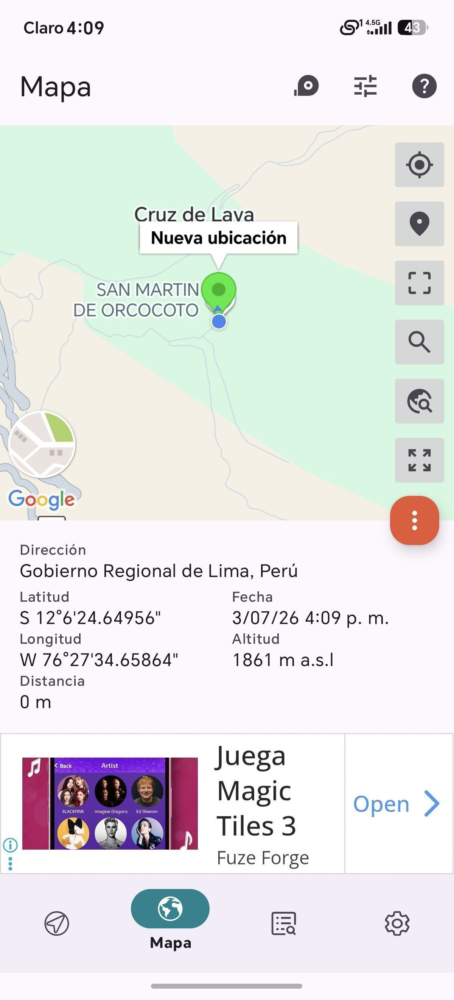 Claro 4:09
1 4.5G 43
Mapa
Cruz de Lava
Nueva ubicación
SAN MARTIN
DE ORCOCOTO
Google
Dirección
Gobierno Regional de Lima, Perú
Latitud
S 12°6'24.64956"
Fecha
3/07/26 4:09 p. m.
Longitud
W 76°27'34.65864"
Altitud
1861 m a.s.l
Distancia
0 m
Back
Artist
BLACKPINK
Imagine Dragons
Ed Sheeran
Juega
Magic
Tiles 3
Fuze Forge
Open
Mapa